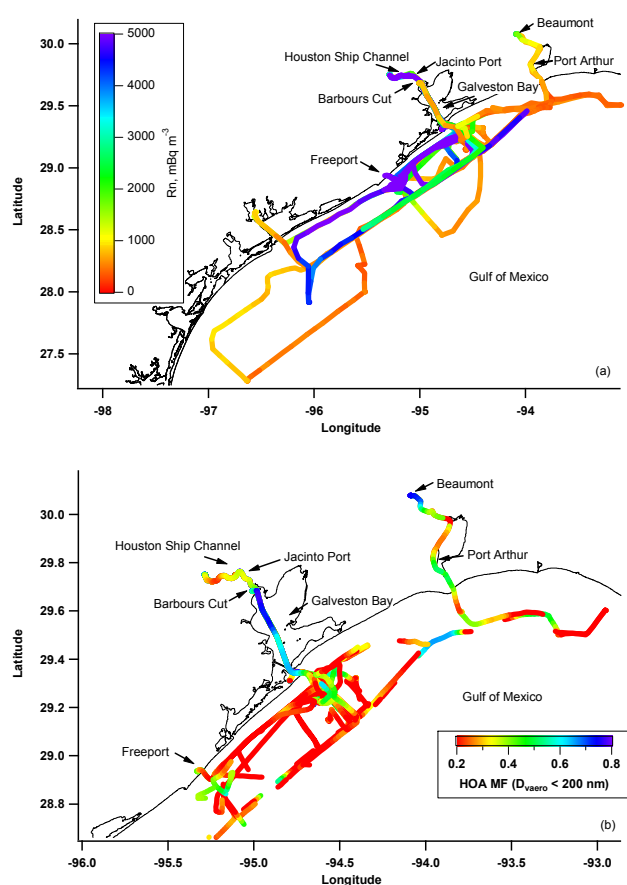 Beaumont
30.0
5000
Houston Ship Channel
Jacinto Port
Port Arthur
Barbours Cut
Galveston Bay
29.5
4000
3000
Rn, mBq m⁻³
29.0
Freeport
Latitude
2000
28.5
1000
28.0
0
Gulf of Mexico
27.5
(a)
-98 -97 -96 -95 -94
Longitude
Beaumont
30.0
Houston Ship Channel
Jacinto Port
Port Arthur
29.8
Barbours Cut
Galveston Bay
29.6
Latitude
29.4
29.2
Gulf of Mexico
Freeport
29.0
0.2 0.4 0.6 0.8
28.8
HOA MF (Dvaero < 200 nm)
(b)
-96.0 -95.5 -95.0 -94.5 -94.0 -93.5 -93.0
Longitude